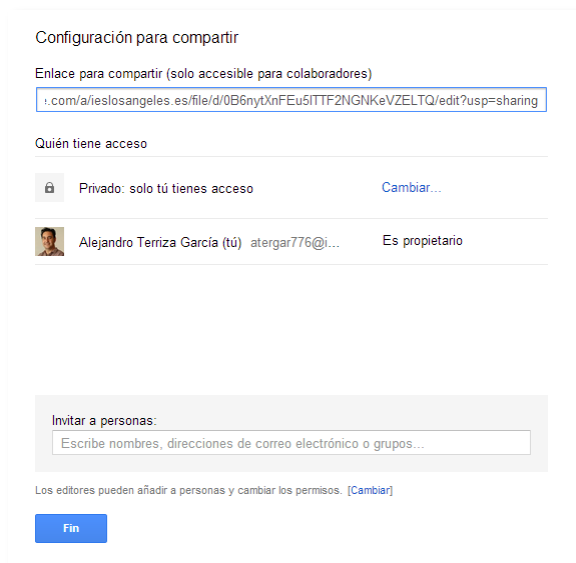 Configuración para compartir
Enlace para compartir (solo accesible para colaboradores)
.com/a/ieslosangeles.es/file/d/0B6nytXnFEu5lTTF2NGNKeVZELTQ/edit?usp=sharing
Quién tiene acceso
Privado: solo tú tienes acceso Cambiar...
Alejandro Terriza García (tú) atergar776@i... Es propietario
Invitar a personas:
Escribe nombres, direcciones de correo electrónico o grupos...
Los editores pueden añadir a personas y cambiar los permisos. [Cambiar]
Fin